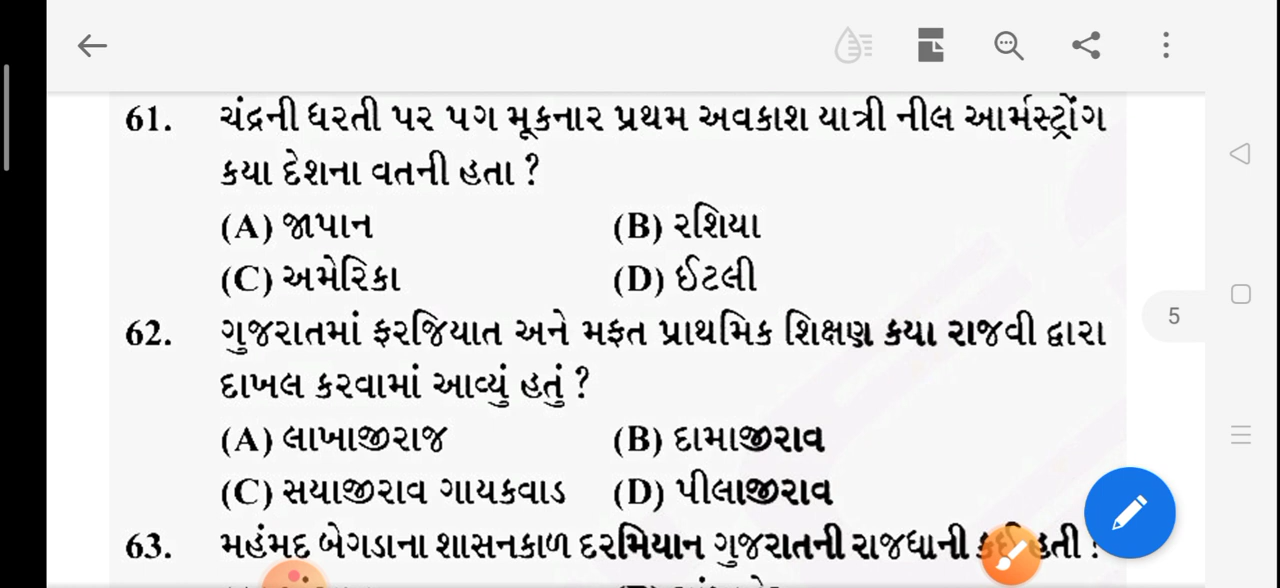 61. ચંદ્રની ધરતી પર પગ મૂકનાર પ્રથમ અવકાશ યાત્રી નીલ આર્મસ્ટ્રોંગ
કયા દેશના વતની હતા ?
(A) જાપાન (B) રશિયા
(C) અમેરિકા (D) ઈટલી
5
62. ગુજરાતમાં ફરજિયાત અને મફત પ્રાથમિક શિક્ષણ કયા રાજવી દ્વારા
દાખલ કરવામાં આવ્યું હતું ?
(A) લાખાજીરાજ (B) દામાજીરાવ
(C) સયાજીરાવ ગાયકવાડ (D) પીલાજીરાવ
63. મહંમદ બેગડાના શાસનકાળ દરમિયાન ગુજરાતની રાજધાની હતી ?